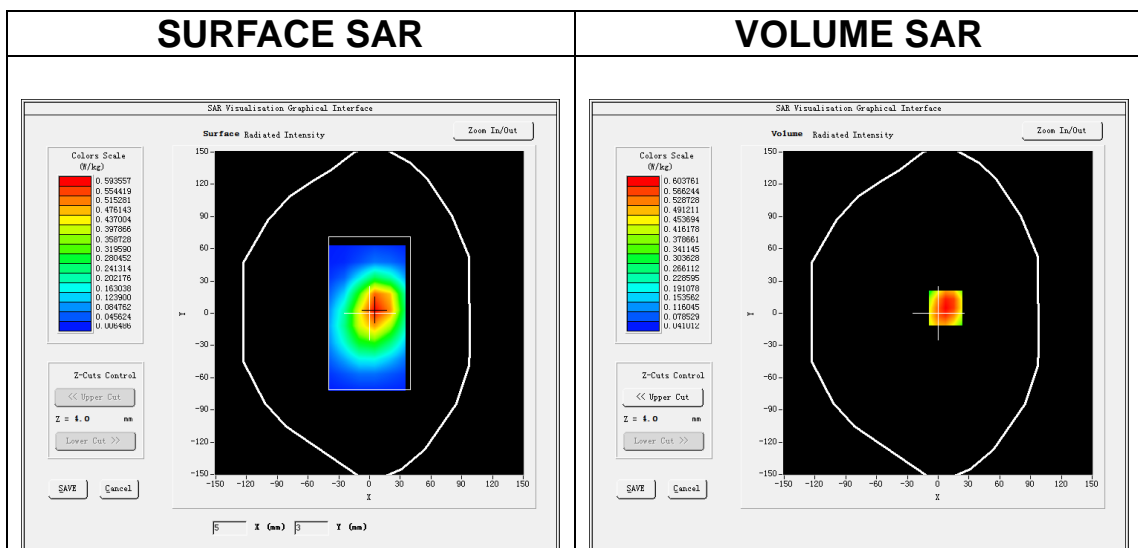 SURFACE SAR
SAR Visualisation Graphical Interface
Surface Radiated Intensity
Zoom In/Out
Colors Scale
(W/kg)
0.593557
0.554419
0.515281
0.476143
0.437004
0.397866
0.358728
0.319590
0.280452
0.241314
0.202176
0.163038
0.123900
0.084762
0.045624
0.006486
Z-Cuts Control
<< Upper Cut
Z = 4.0 mm
Lower Cut >>
SAVE Cancel
150
120
90
60
30
0
-30
-60
-90
-120
-150
Y
-150 -120 -90 -60 -30 0 30 60 90 120 150
X
5 X (mm) 3 Y (mm)
VOLUME SAR
SAR Visualisation Graphical Interface
Volume Radiated Intensity
Zoom In/Out
Colors Scale
(W/kg)
0.603761
0.566244
0.528728
0.491211
0.453694
0.416178
0.378661
0.341145
0.303628
0.266112
0.228595
0.191078
0.153562
0.116045
0.078529
0.041012
Z-Cuts Control
<< Upper Cut
Z = 4.0 mm
Lower Cut >>
SAVE Cancel
150
120
90
60
30
0
-30
-60
-90
-120
-150
Y
-150 -120 -90 -60 -30 0 30 60 90 120 150
X